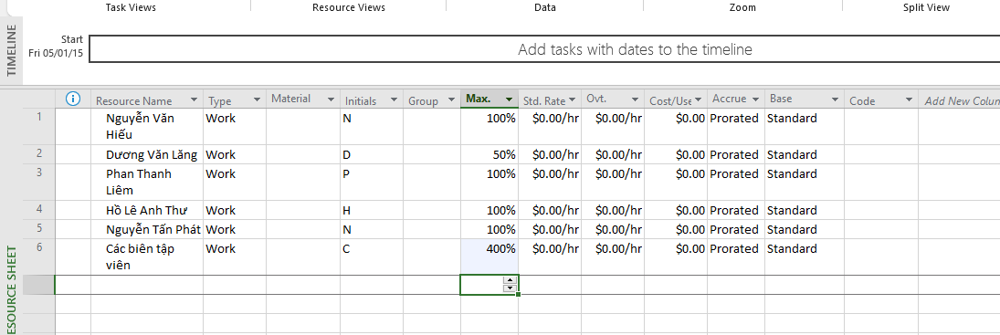 Task Views Resource Views Data Zoom Split View
TIMELINE
Start
Fri 05/01/15
Add tasks with dates to the timeline
Resource Name Type Material Initials Group Max. Std. Rate Ovt. Cost/Use Accrue Base Code Add New Colum
1 Nguyễn Văn Hiếu Work N 100% $0.00/hr $0.00/hr $0.00 Prorated Standard
2 Dương Văn Lăng Work D 50% $0.00/hr $0.00/hr $0.00 Prorated Standard
3 Phan Thanh Liêm Work P 100% $0.00/hr $0.00/hr $0.00 Prorated Standard
4 Hồ Lê Anh Thư Work H 100% $0.00/hr $0.00/hr $0.00 Prorated Standard
5 Nguyễn Tấn Phát Work N 100% $0.00/hr $0.00/hr $0.00 Prorated Standard
6 Các biên tập viên Work C 400% $0.00/hr $0.00/hr $0.00 Prorated Standard
ESOURCE SHEET